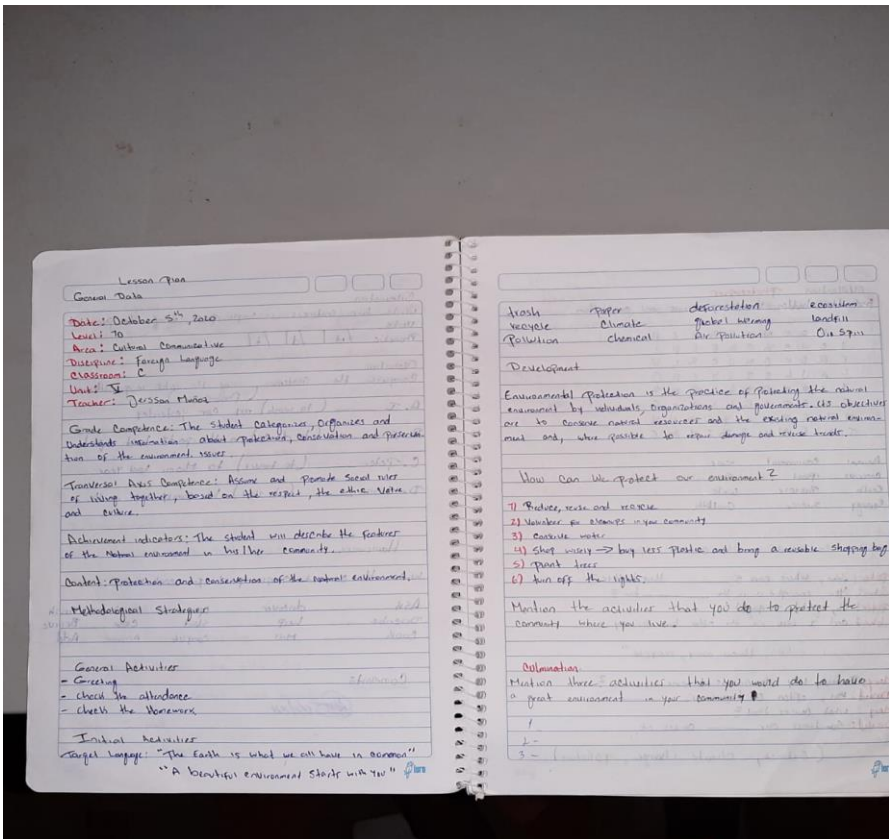 Lesson Plan
General Data
Date: October 5th, 2020
Level: 10
Area: Cultural Communicative
Discipline: Foreign Language
Classroom: C
Unit: V
Teacher: Jersson Muñoz
Grade Competence: The Student Categorizes, Organizes and
Understands information about protection, conservation and preserva-
tion of the environment issues.
Tranversal Axis Competence: Assume and Promote Social rules
of living together, based on the respect, the ethic Value
and culture.
Achievement indicators: The student will describe the features
of the Natural environment in his/her community.
Content: protection and conservation of the natural environment.
Methodological Strategies
General Activities
- Greeting
- check the attendance
- check the Homework
Initial Activities
Target Language: "The Earth is what we all have in common"
"A beautiful environment starts with you"
trash paper deforestation ecosystem
recycle Climate global warming landfill
Pollution chemical Air Pollution Oil Spill
Development
Environmental Protection is the practice of Protecting the natural
environment by individuals, organizations and governments. Its objectives
are to conserve natural resources and the existing natural environ-
ment and, where possible to repair damage and reverse trends.
How can we protect our environment?
1) Reduce, reuse and recycle
2) Volunteer for cleanups in your community
3) conserve water
4) Shop wisely → buy less plastic and bring a reusable shopping bag
5) plant trees
6) turn off the lights.
Mention the activities that you do to protect the
community where you live.
Culmination
Mention three activities that you would do to have
a great environment in your community
1
2-
3-